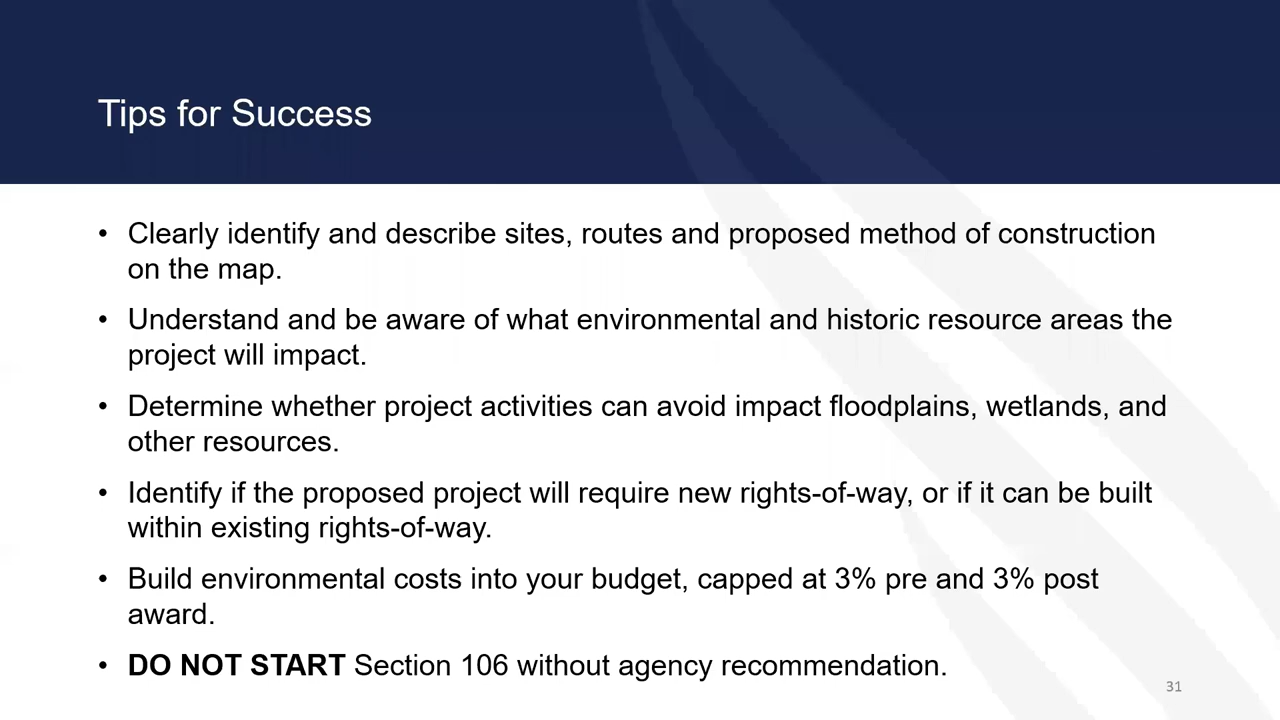 Tips for Success
• Clearly identify and describe sites, routes and proposed method of construction
on the map.
• Understand and be aware of what environmental and historic resource areas the
project will impact.
• Determine whether project activities can avoid impact floodplains, wetlands, and
other resources.
• Identify if the proposed project will require new rights-of-way, or if it can be built
within existing rights-of-way.
• Build environmental costs into your budget, capped at 3% pre and 3% post
award.
• DO NOT START Section 106 without agency recommendation.
31